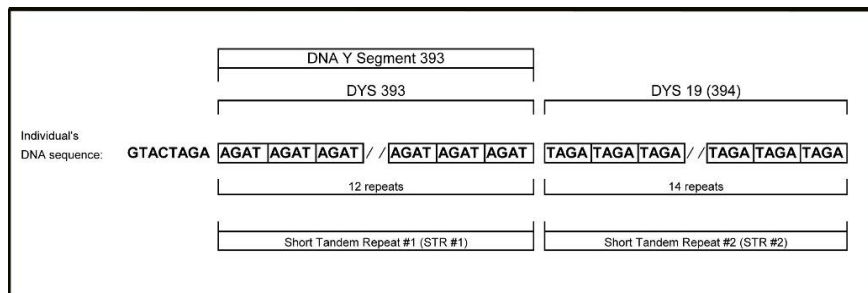 DNA Y Segment 393
DYS 393 DYS 19 (394)
Individual's
DNA sequence: GTACTAGA AGAT AGAT AGAT // AGAT AGAT AGAT TAGA TAGA TAGA // TAGA TAGA TAGA
12 repeats 14 repeats
Short Tandem Repeat #1 (STR #1) Short Tandem Repeat #2 (STR #2)